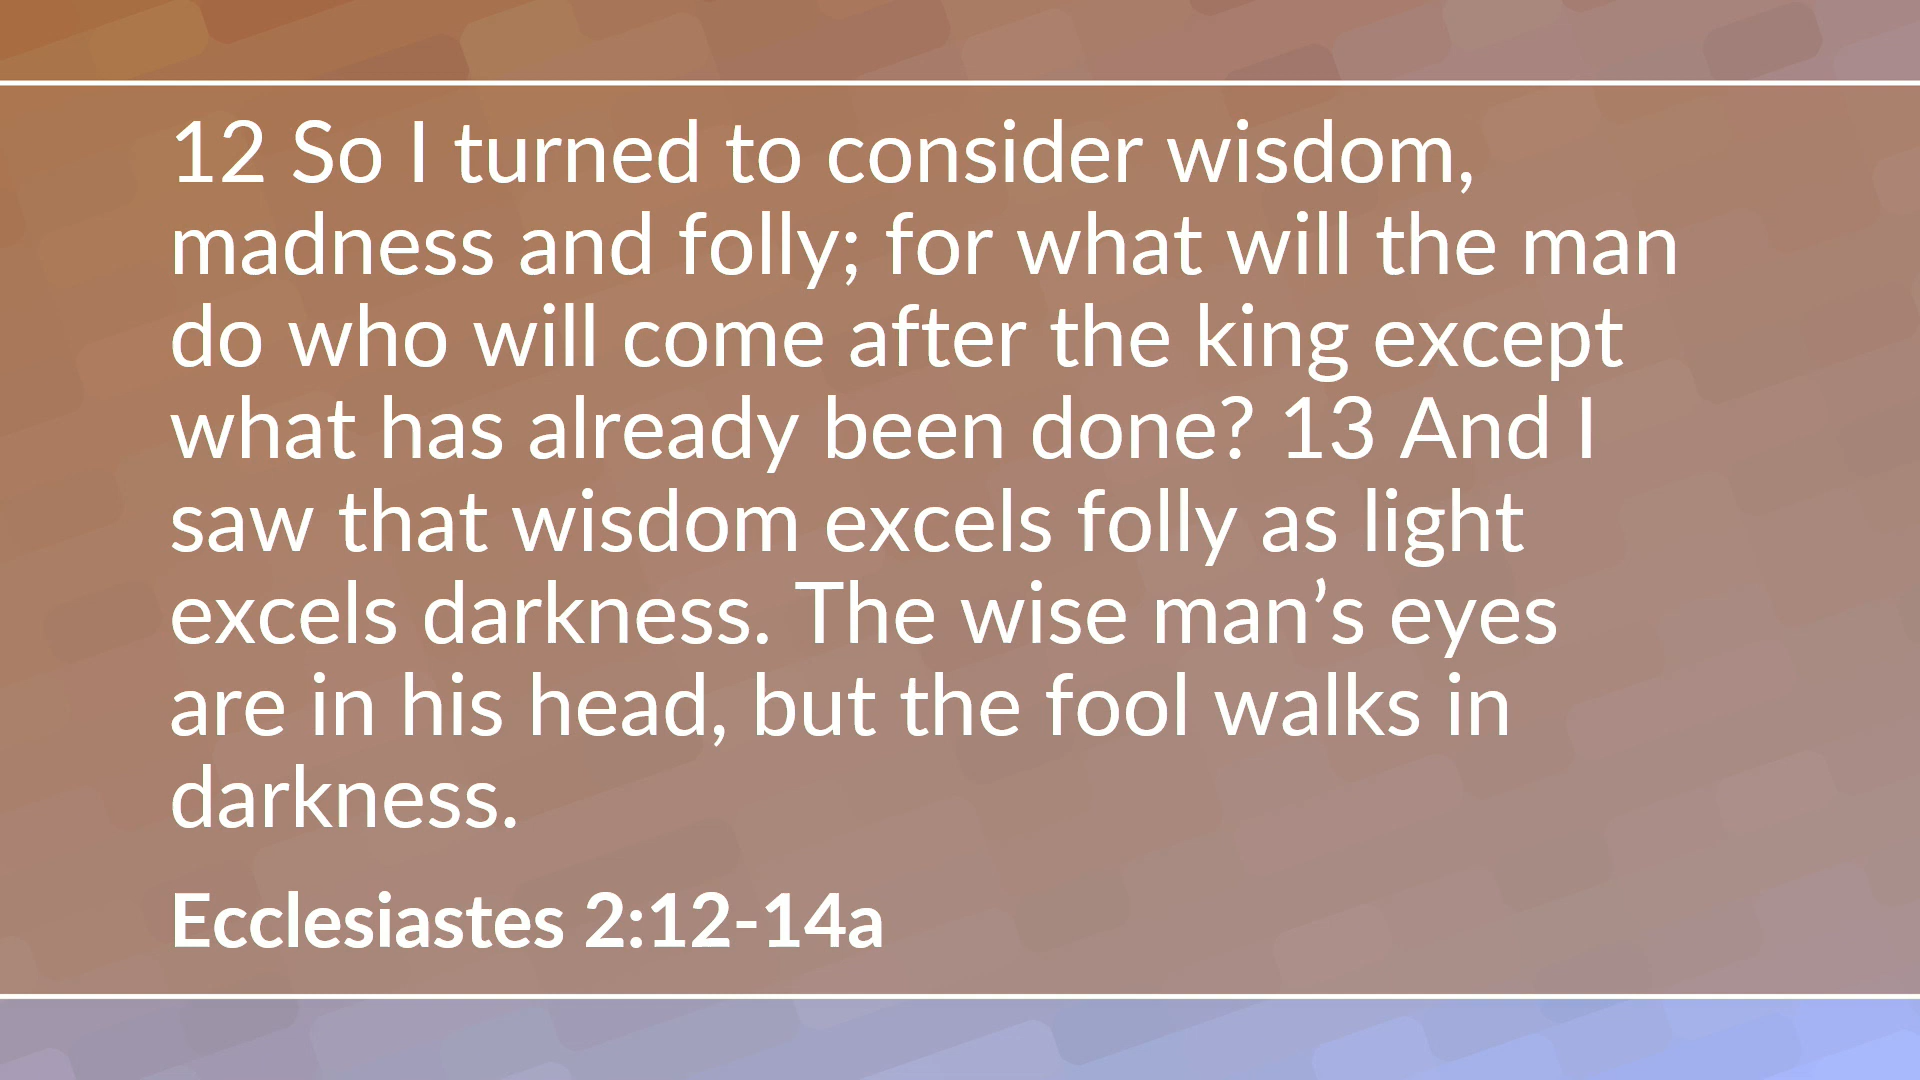 12 So I turned to consider wisdom,
madness and folly; for what will the man
do who will come after the king except
what has already been done? 13 And I
saw that wisdom excels folly as light
excels darkness. The wise man’s eyes
are in his head, but the fool walks in
darkness.
Ecclesiastes 2:12-14a